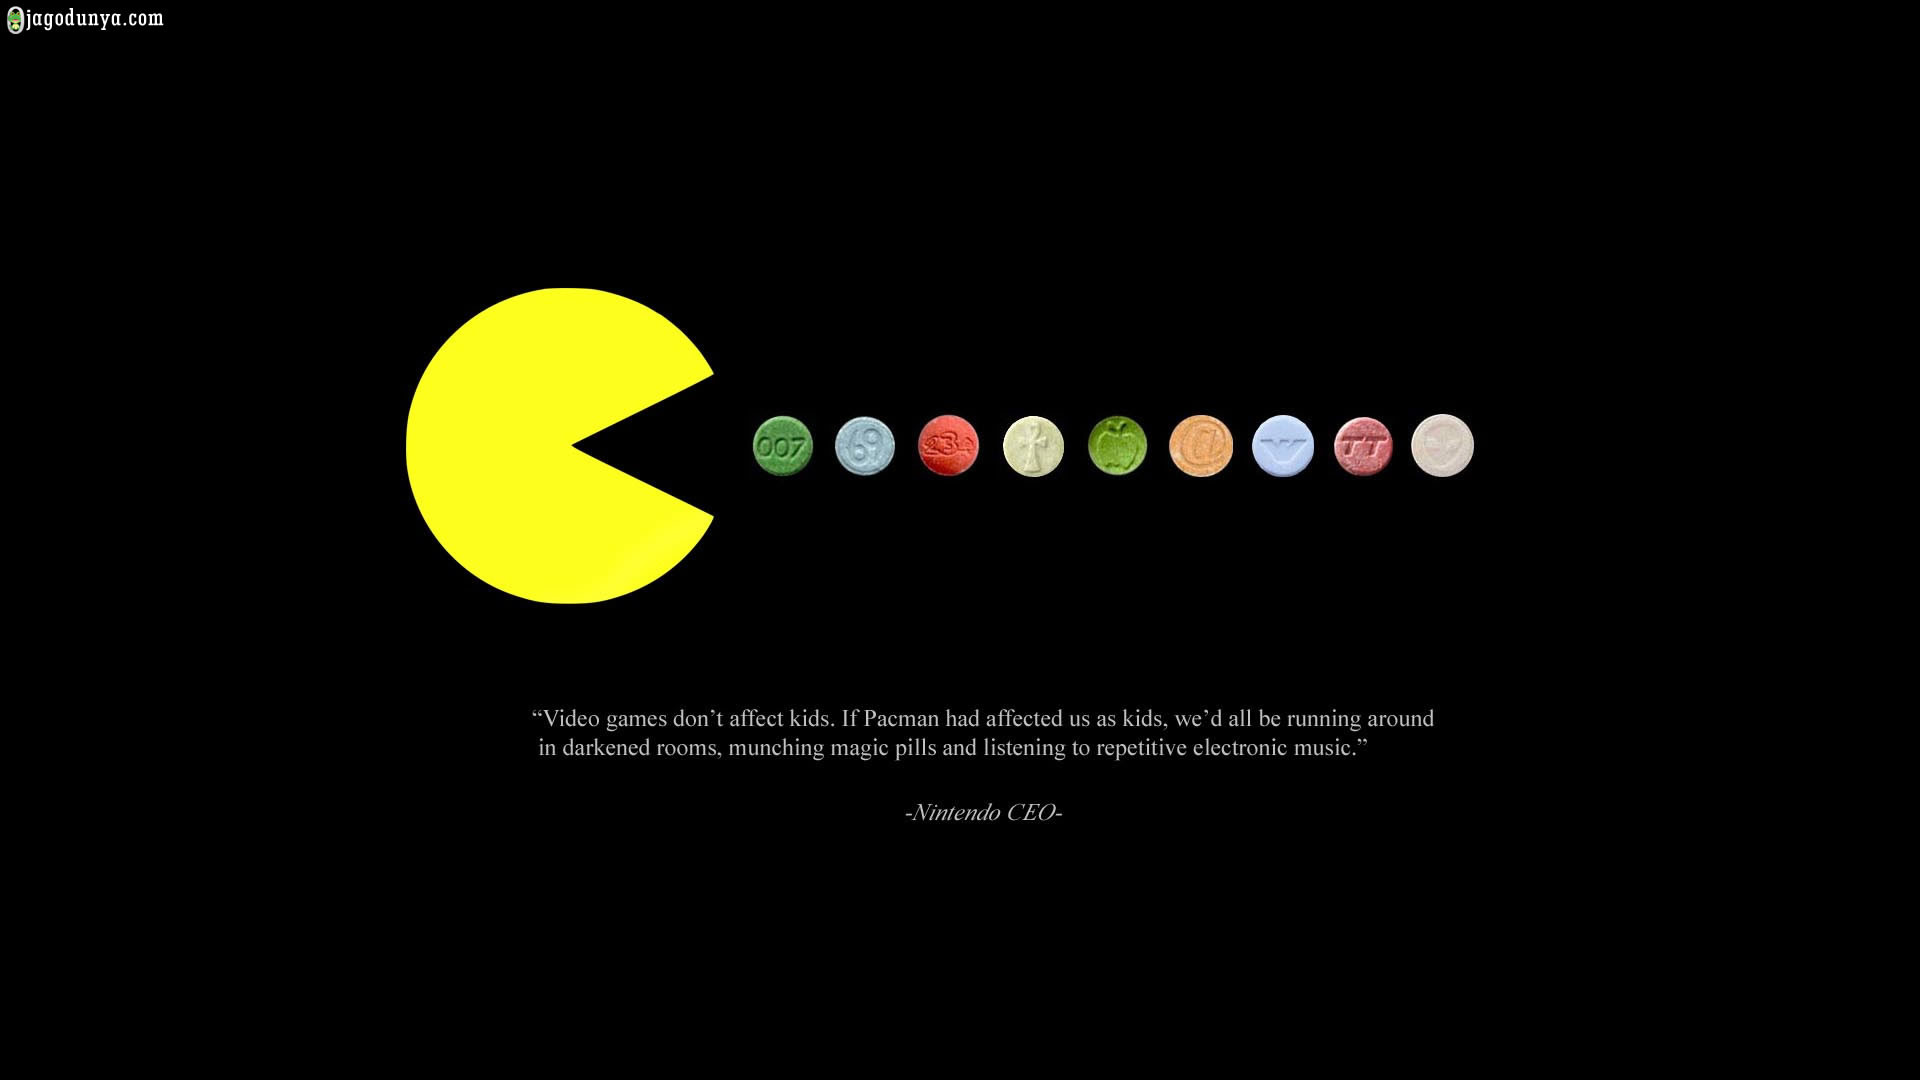 jagodunya.com
007
69
@
TT
“Video games don’t affect kids. If Pacman had affected us as kids, we’d all be running around
in darkened rooms, munching magic pills and listening to repetitive electronic music.”
-Nintendo CEO-